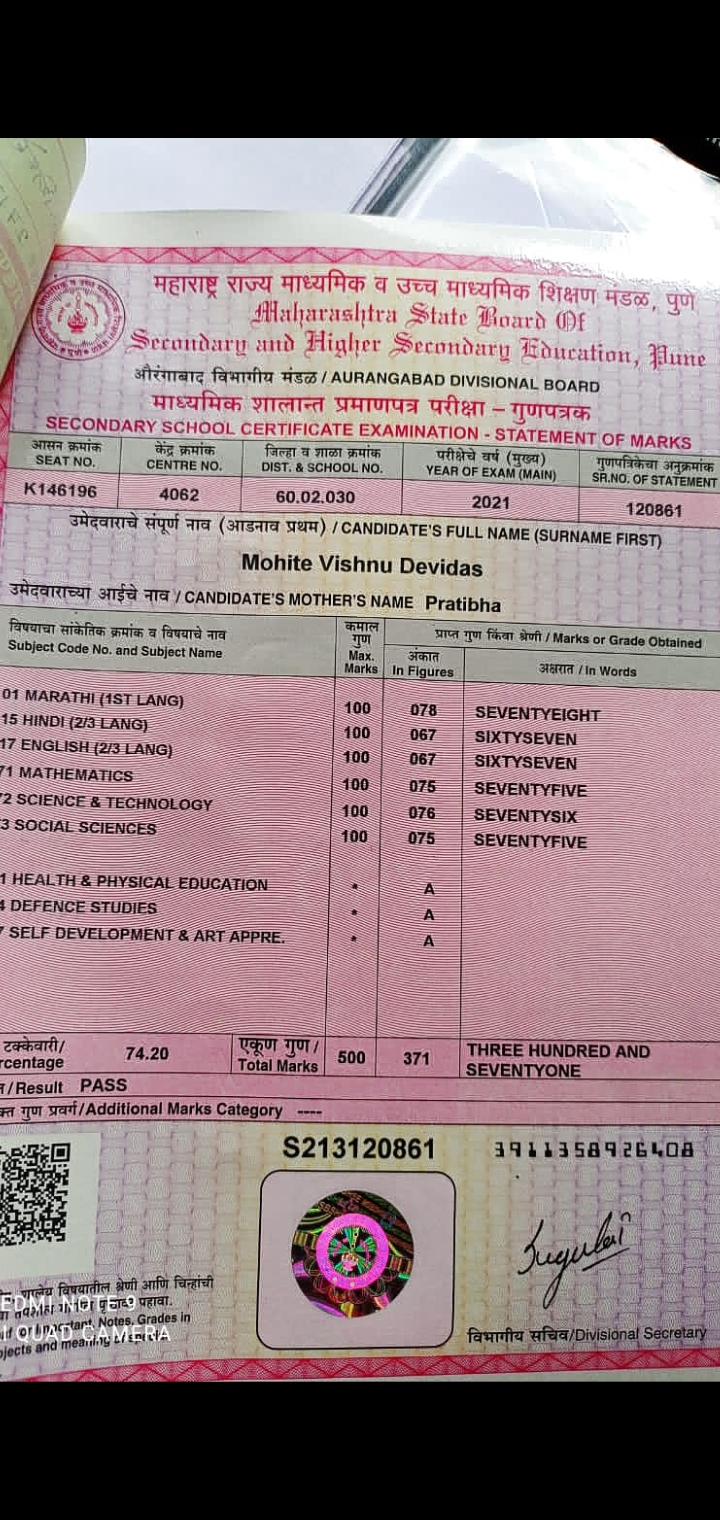 महाराष्ट्र राज्य माध्यमिक व उच्च माध्यमिक शिक्षण मंडळ, पुणे
Maharashtra State Board Of
Secondary and Higher Secondary Education, Pune
औरंगाबाद विभागीय मंडळ / AURANGABAD DIVISIONAL BOARD
माध्यमिक शालान्त प्रमाणपत्र परीक्षा – गुणपत्रक
SECONDARY SCHOOL CERTIFICATE EXAMINATION - STATEMENT OF MARKS
आसन क्रमांक केंद्र क्रमांक जिल्हा व शाळा क्रमांक परीक्षेचे वर्ष (मुख्य) गुणपत्रिकेचा अनुक्रमांक
SEAT NO. CENTRE NO. DIST. & SCHOOL NO. YEAR OF EXAM (MAIN) SR.NO. OF STATEMENT
K146196 4062 60.02.030 2021 120861
उमेदवाराचे संपूर्ण नाव (आडनाव प्रथम) / CANDIDATE'S FULL NAME (SURNAME FIRST)
Mohite Vishnu Devidas
उमेदवाराच्या आईचे नाव / CANDIDATE'S MOTHER'S NAME Pratibha
विषयाचा सांकेतिक क्रमांक व विषयाचे नाव कमाल गुण प्राप्त गुण किंवा श्रेणी / Marks or Grade Obtained
Subject Code No. and Subject Name Max. Marks अंकात In Figures अक्षरात / In Words
01 MARATHI (1ST LANG) 100 078 SEVENTYEIGHT
15 HINDI (2/3 LANG) 100 067 SIXTYSEVEN
17 ENGLISH (2/3 LANG) 100 067 SIXTYSEVEN
71 MATHEMATICS 100 075 SEVENTYFIVE
72 SCIENCE & TECHNOLOGY 100 076 SEVENTYSIX
3 SOCIAL SCIENCES 100 075 SEVENTYFIVE
1 HEALTH & PHYSICAL EDUCATION * A
4 DEFENCE STUDIES * A
7 SELF DEVELOPMENT & ART APPRE. * A
टक्केवारी/ एकूण गुण / THREE HUNDRED AND
rcentage 74.20 Total Marks 500 371 SEVENTYONE
/ Result PASS
क्त गुण प्रवर्ग/Additional Marks Category ----
S213120861 3911358926408
विषयातील श्रेणी आणि चिन्हांची
पहावा.
Notes, Grades in
jects and meaning
EDMI NOTE 9
QUAD CAMERA
विभागीय सचिव/Divisional Secretary